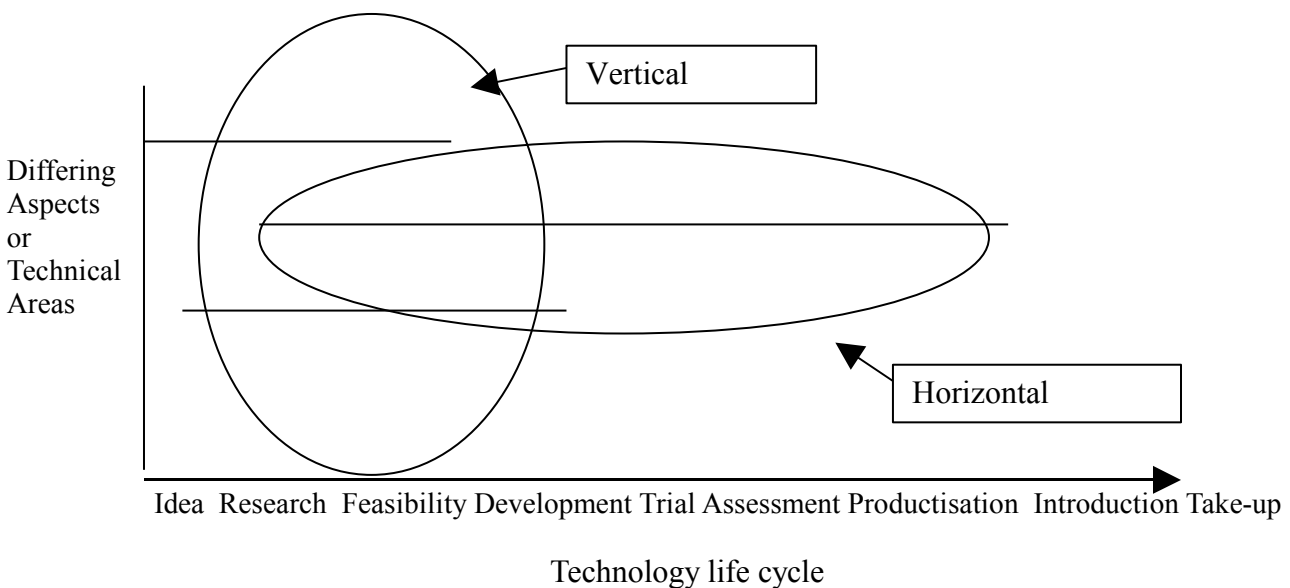 Vertical
Differing
Aspects
or
Technical
Areas
Horizontal
Idea Research Feasibility Development Trial Assessment Productisation Introduction Take-up
Technology life cycle